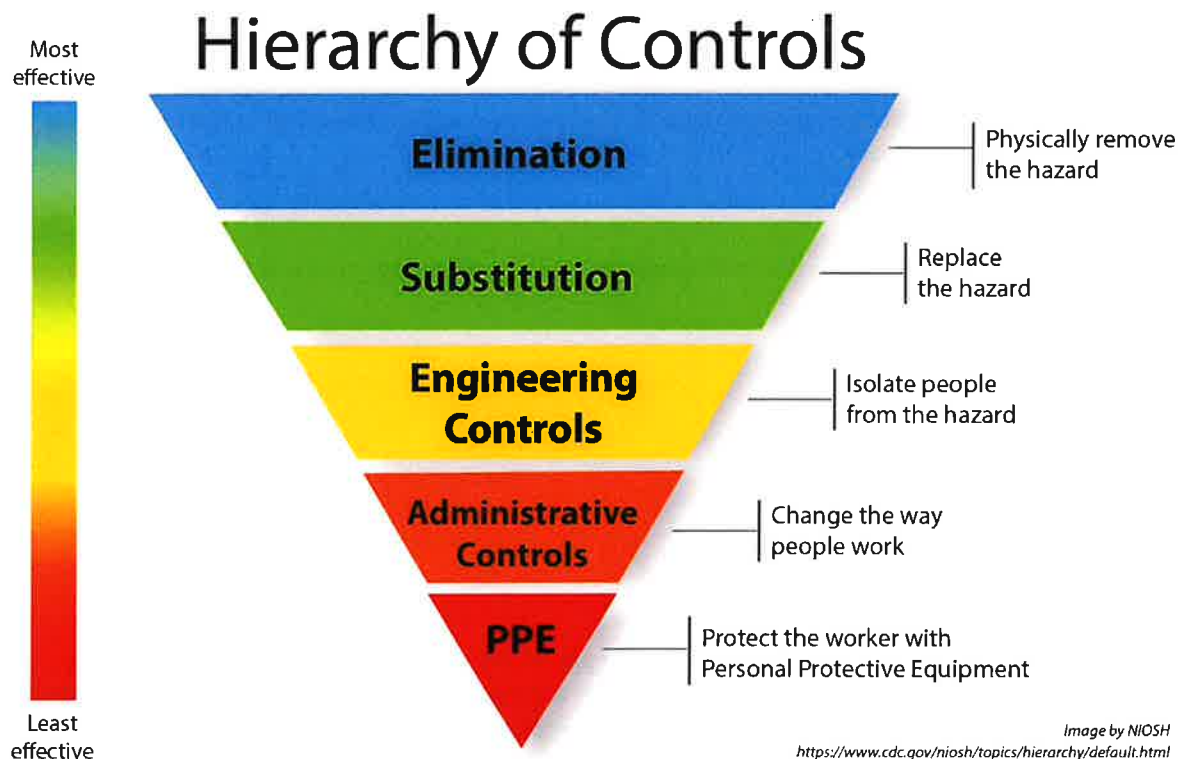 Hierarchy of Controls
Most
effective
Elimination
Physically remove
the hazard
Substitution
Replace
the hazard
Engineering
Controls
Isolate people
from the hazard
Administrative
Controls
Change the way
people work
PPE
Protect the worker with
Personal Protective Equipment
Least
effective
Image by NIOSH
https://www.cdc.gov/niosh/topics/hierarchy/default.html